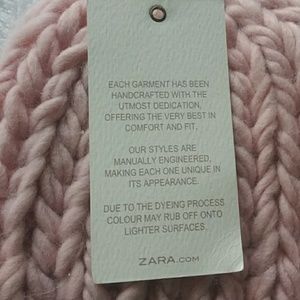 EACH GARMENT HAS BEEN
HANDCRAFTED WITH THE
UTMOST DEDICATION,
OFFERING THE VERY BEST IN
COMFORT AND FIT.
OUR STYLES ARE
MANUALLY ENGINEERED,
MAKING EACH ONE UNIQUE IN
ITS APPEARANCE.
DUE TO THE DYEING PROCESS
COLOUR MAY RUB OFF ONTO
LIGHTER SURFACES.
ZARA.COM